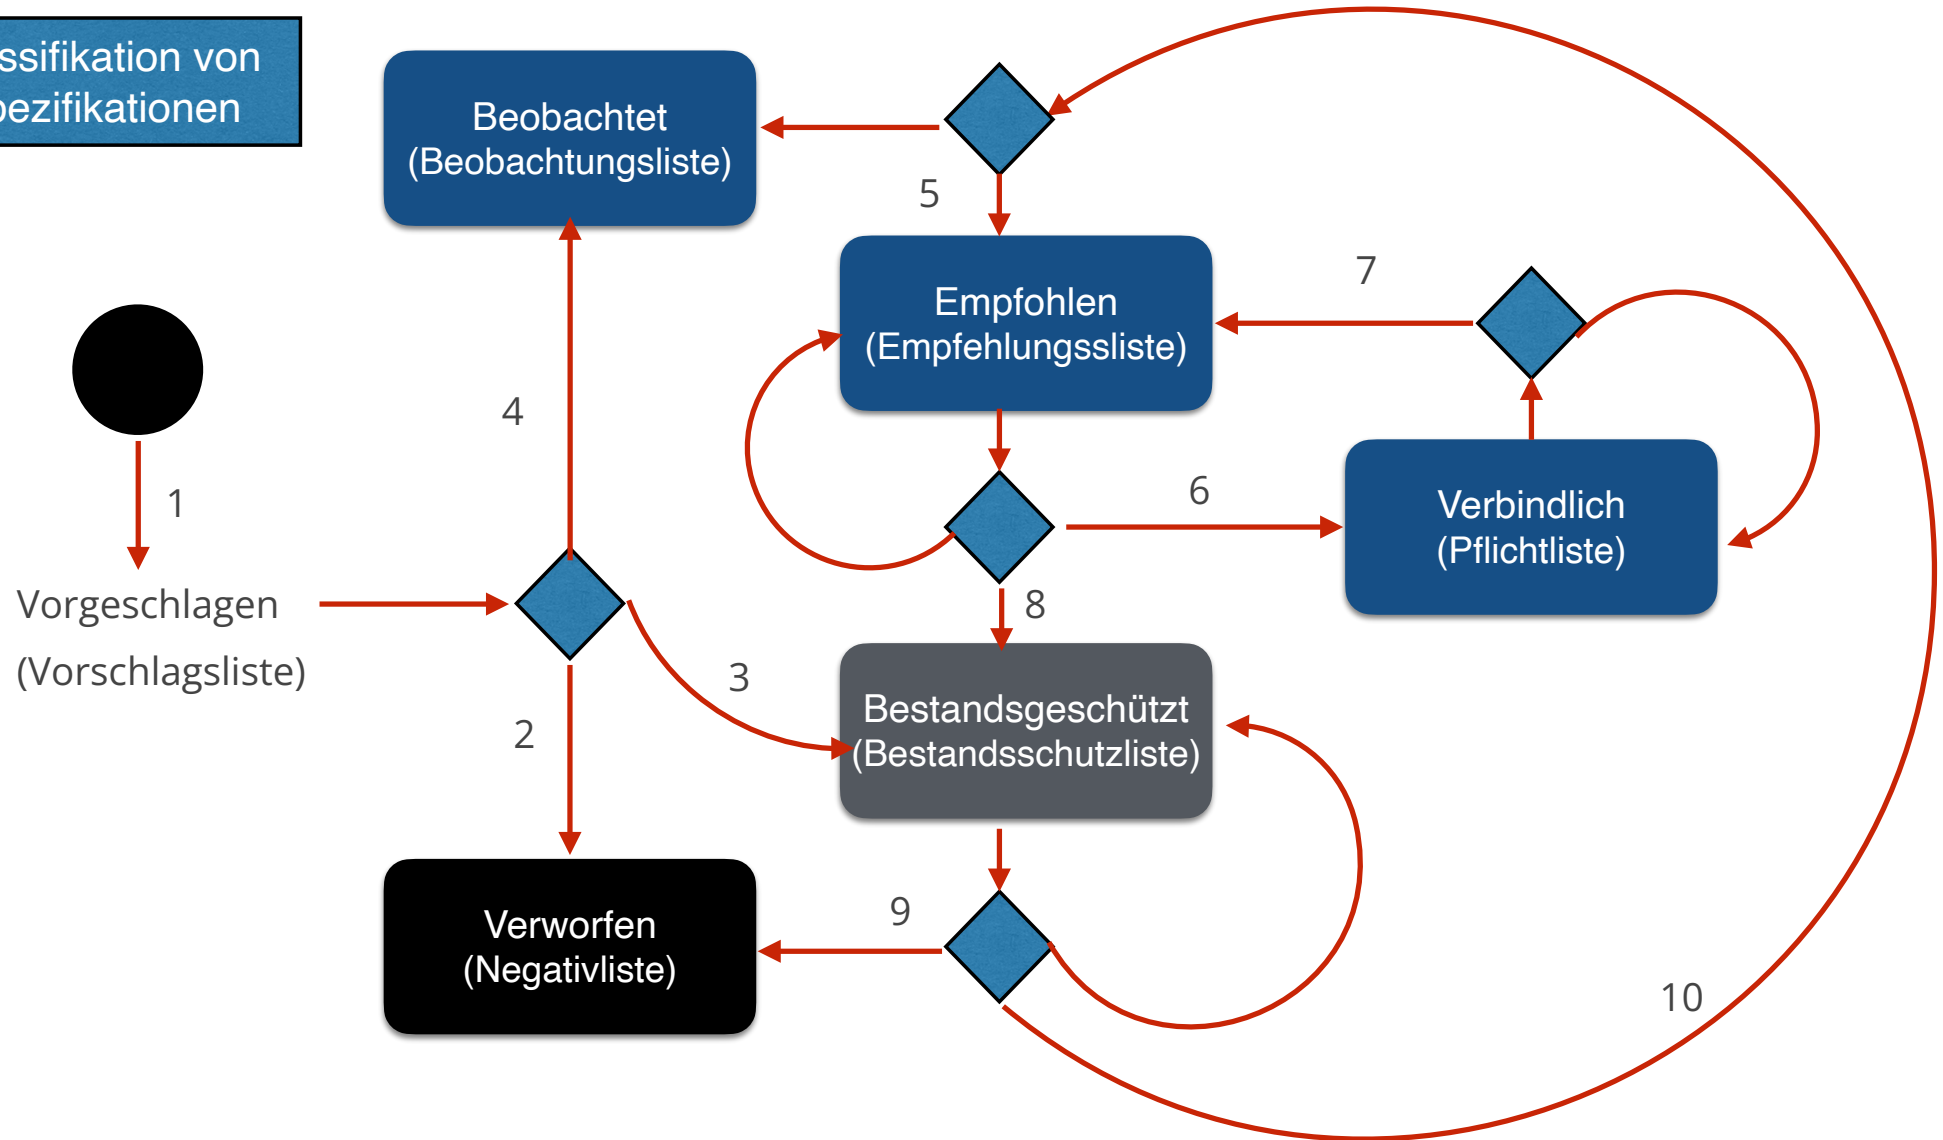 ssifikation von
ezifikationen
Beobachtet
(Beobachtungsliste)
5
Empfohlen
(Empfehlungssliste)
7
4
1
6
Verbindlich
(Pflichtliste)
Vorgeschlagen
(Vorschlagsliste)
8
3
2
Bestandsgeschützt
(Bestandsschutzliste)
9
Verworfen
(Negativliste)
10